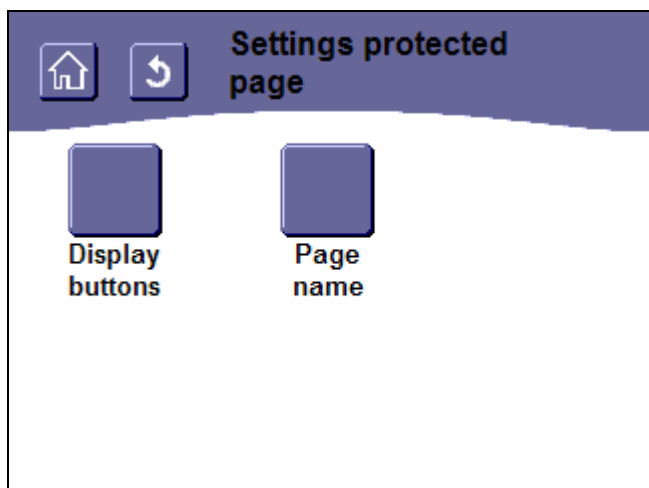 Settings protected
page
Display
buttons
Page
name